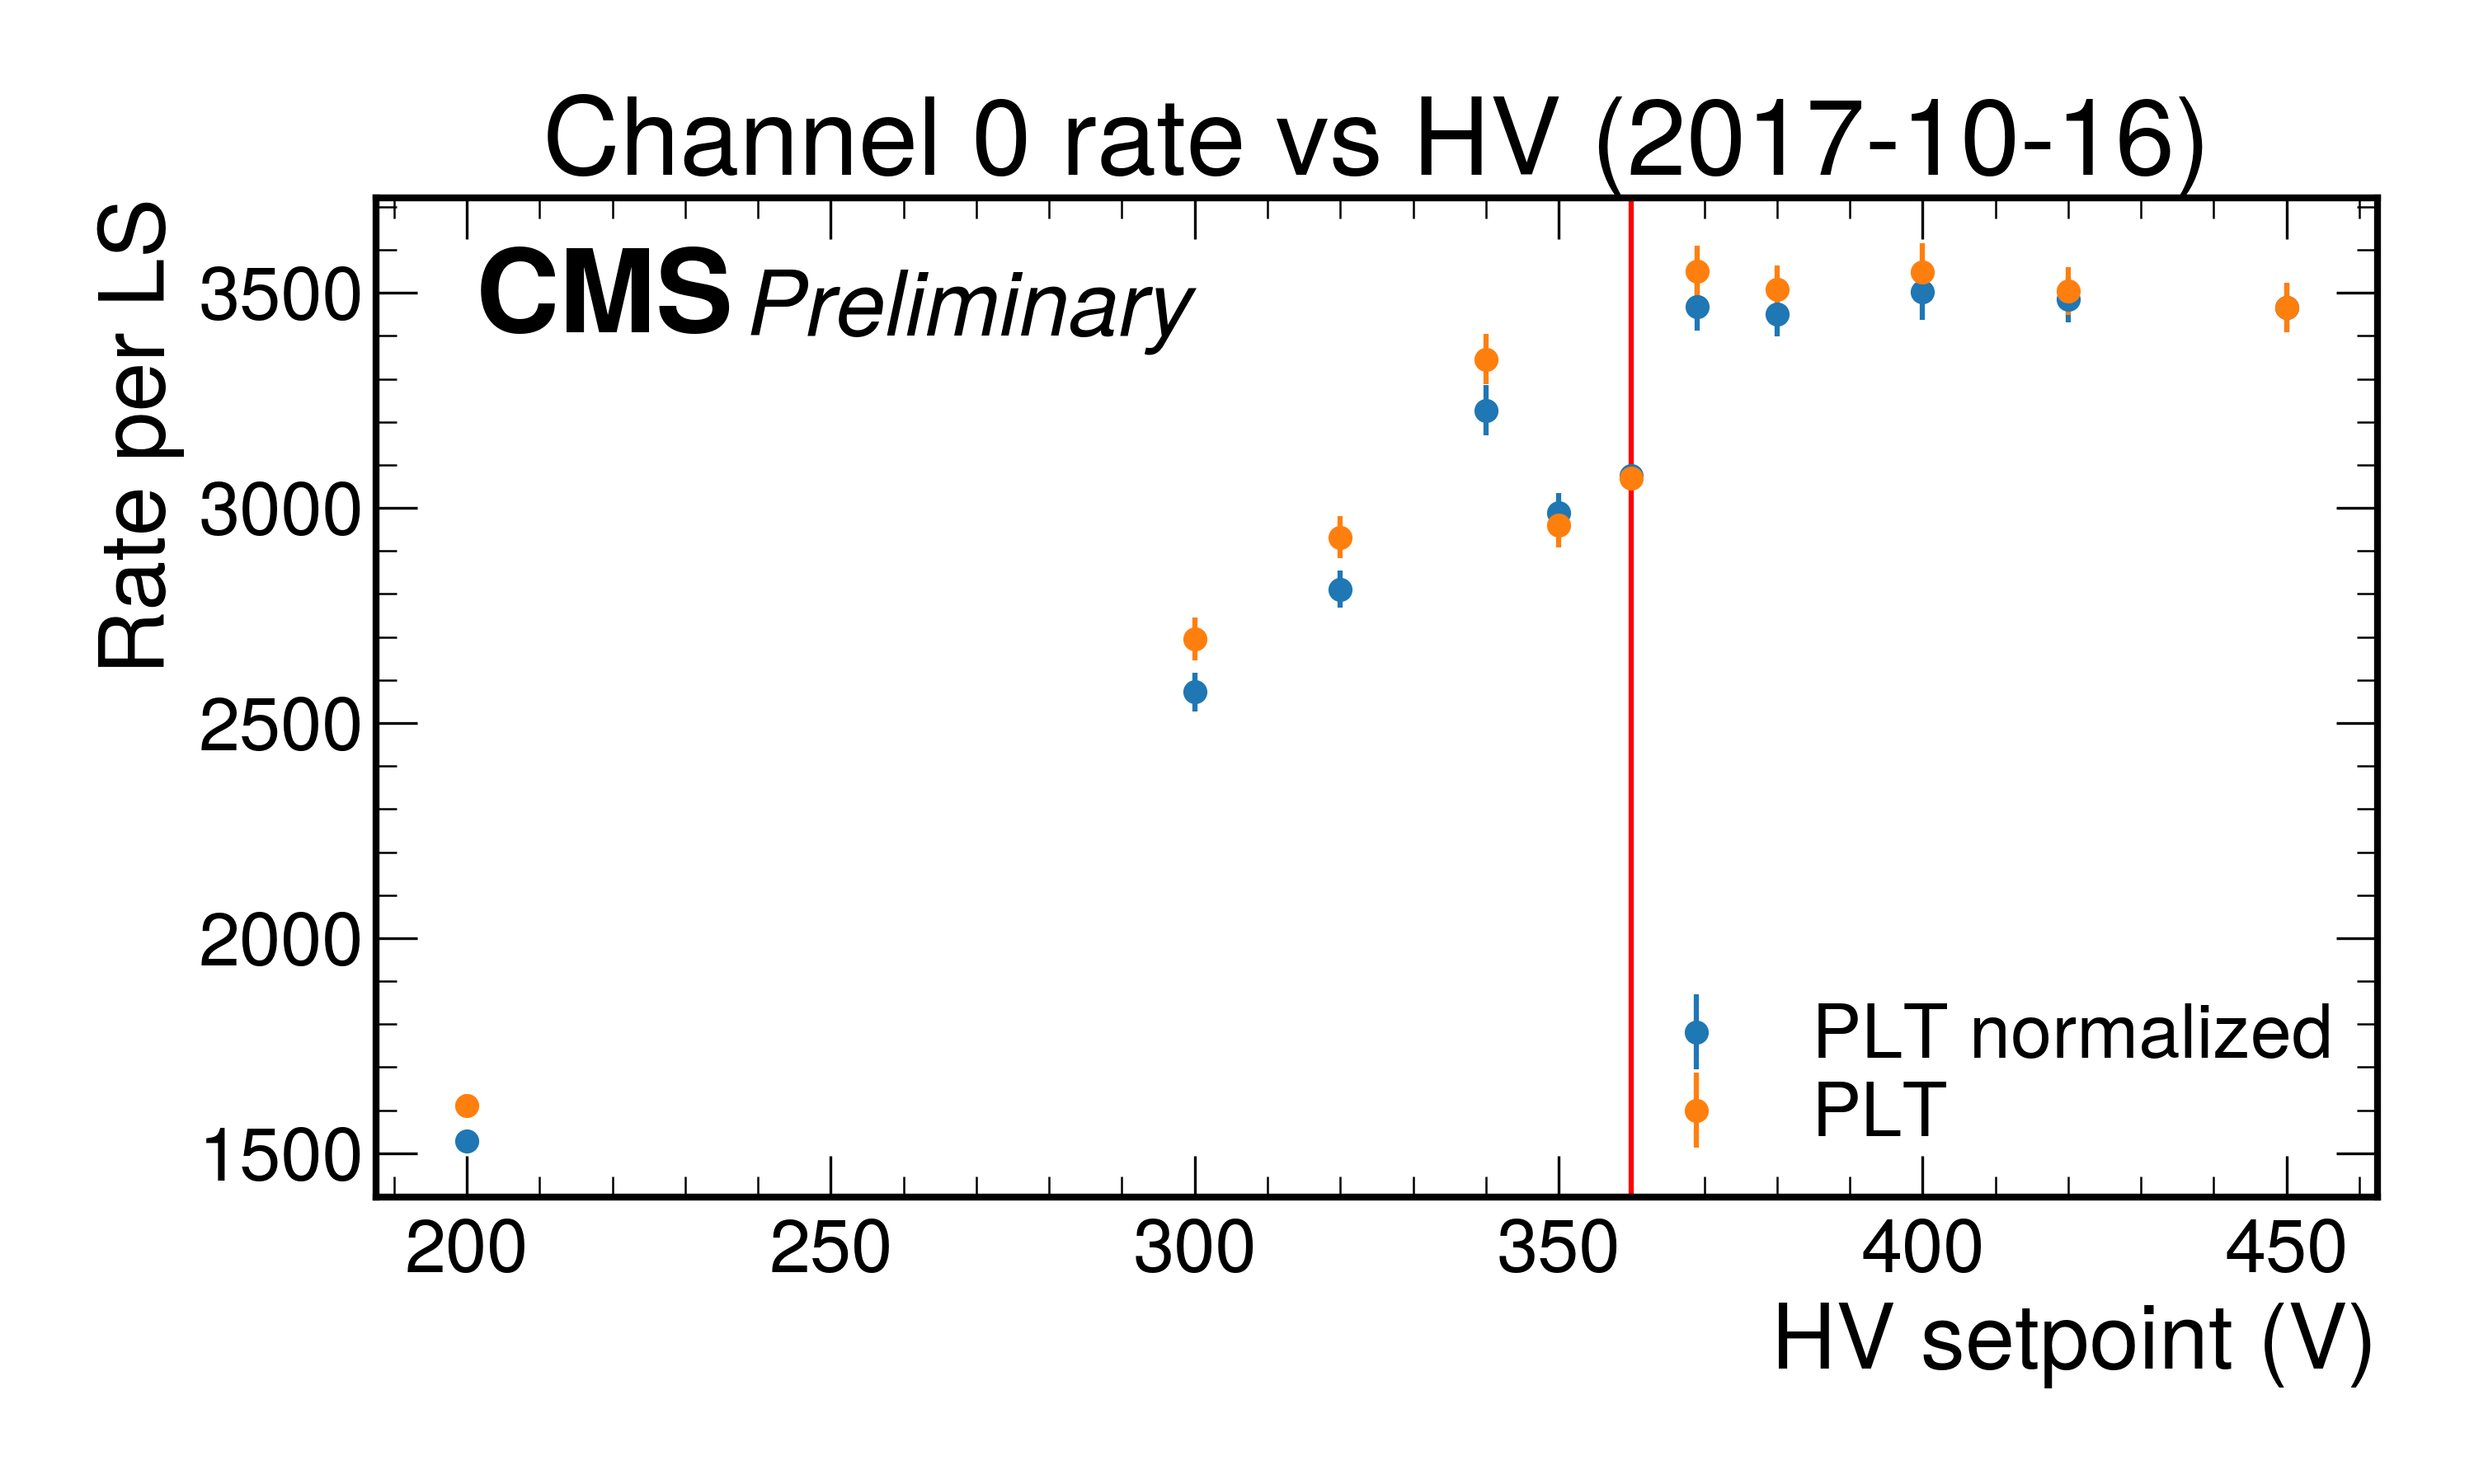 Channel 0 rate vs HV (2017-10-16)
CMS Preliminary
Rate per LS
3500
3000
2500
2000
1500
PLT normalized
PLT
200 250 300 350 400 450
HV setpoint (V)